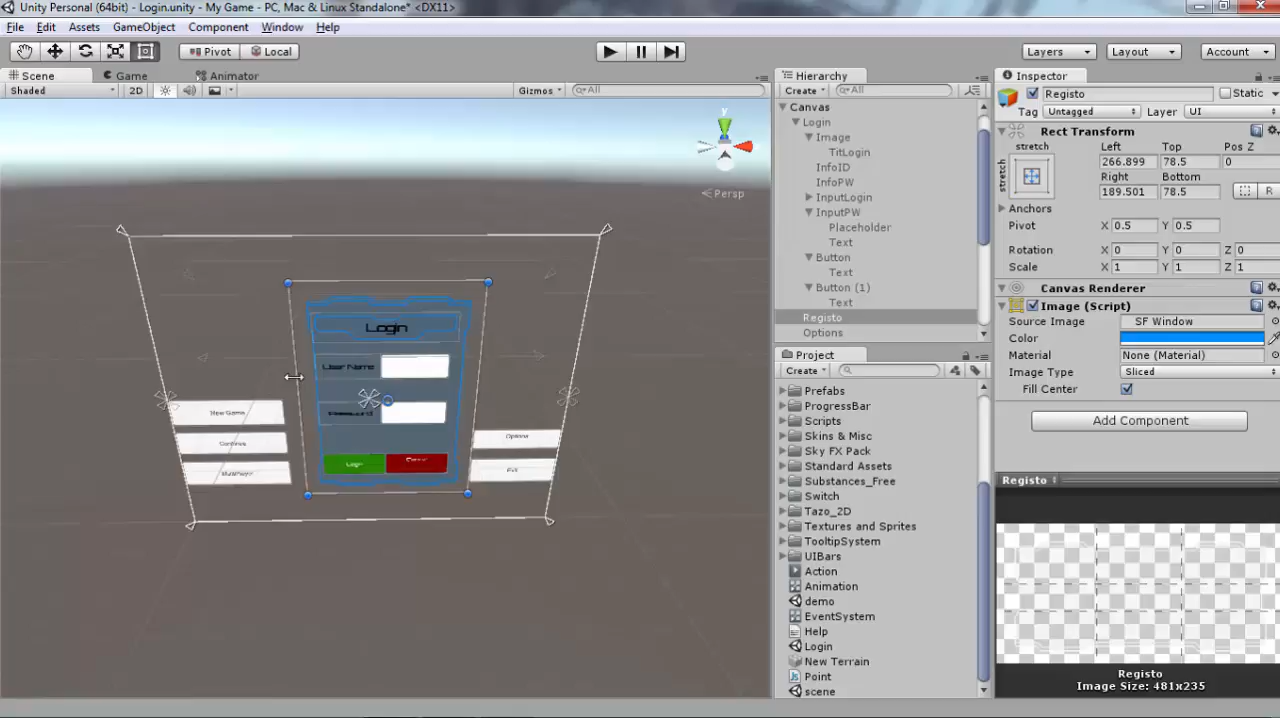 Unity Personal (64bit) - Login.unity - My Game - PC, Mac & Linux Standalone* <DX11>
File Edit Assets GameObject Component Window Help
Pivot Local Layers Layout Account
Scene Game Animator
Shaded 2D Gizmos All
Login
User Name
Password
New Game
Continue
Multiplayer
Login
Options
Exit
Hierarchy
Create All
Canvas
Login
Image
TitLogin
InfoID
InfoPW
InputLogin
InputPW
Placeholder
Text
Button
Text
Button (1)
Text
Registo
Options
Project
Create
Prefabs
ProgressBar
Scripts
Skins & Misc
Sky FX Pack
Standard Assets
Substances_Free
Switch
Tazo_2D
Textures and Sprites
TooltipSystem
UIBars
Action
Animation
demo
EventSystem
Help
Login
New Terrain
Point
scene
y
Persp
Inspector
Registo Static
Tag Untagged Layer UI
Rect Transform
stretch Left Top Pos Z
stretch 266.899 78.5 0
Right Bottom
189.501 78.5 R
Anchors
Pivot X 0.5 Y 0.5
Rotation X 0 Y 0 Z 0
Scale X 1 Y 1 Z 1
Canvas Renderer
Image (Script)
Source Image SF Window
Color
Material None (Material)
Image Type Sliced
Fill Center
Add Component
Registo
Registo
Image Size: 481x235